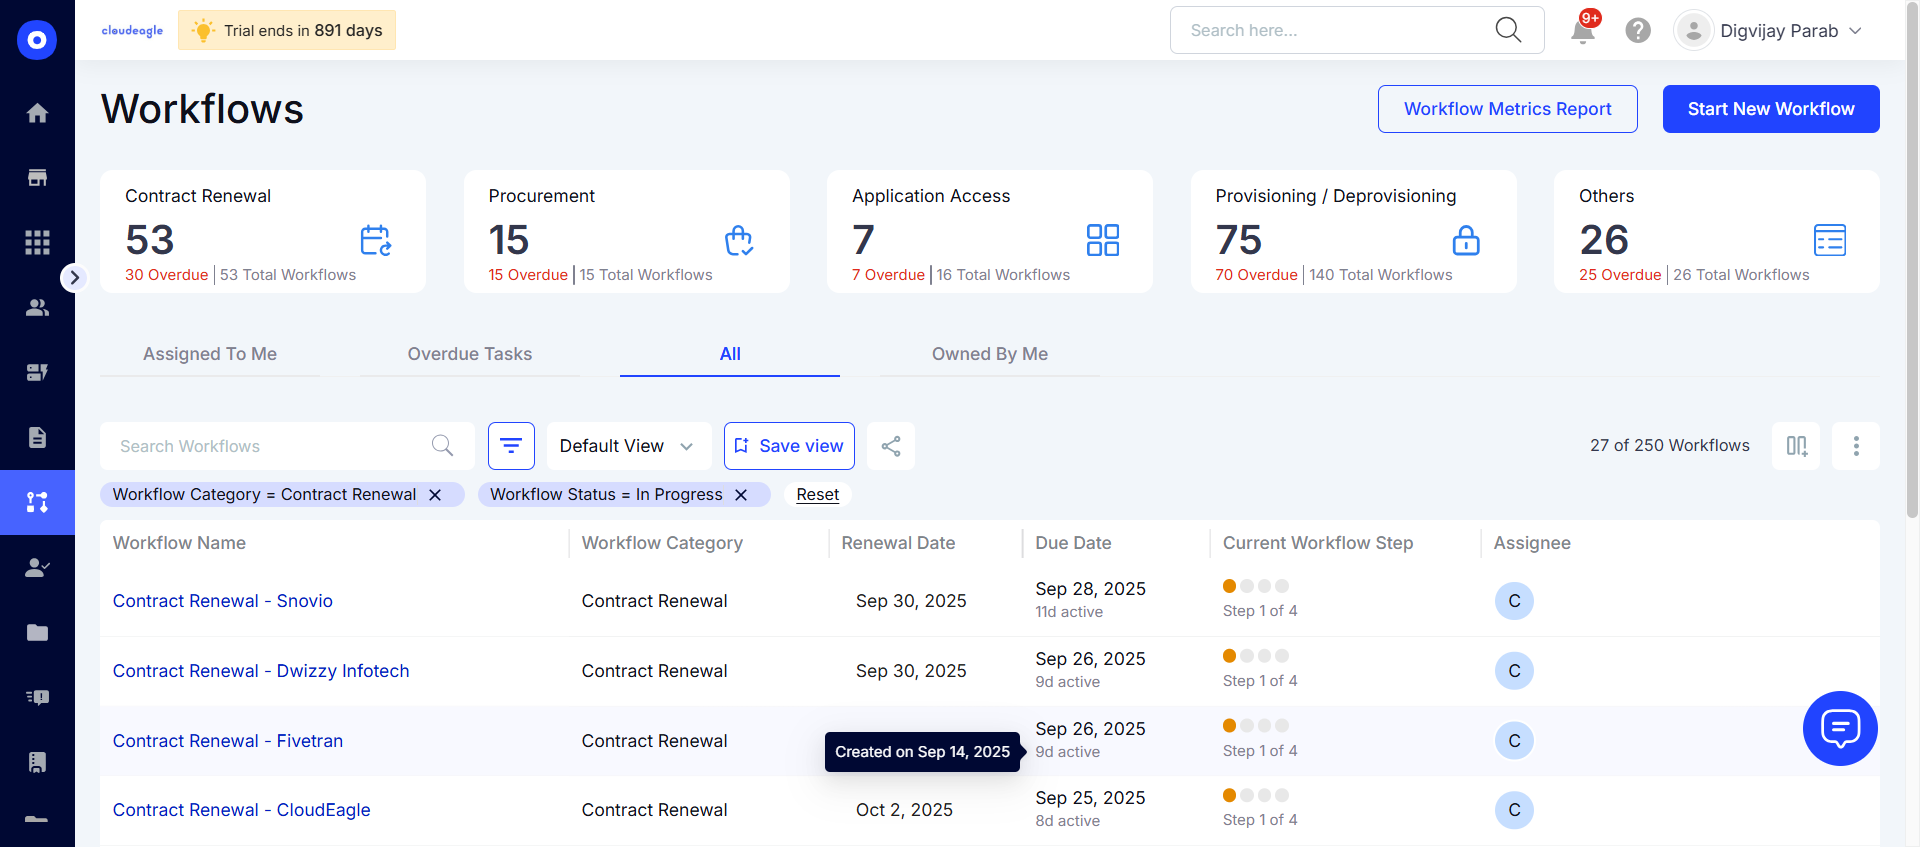 cloudeagle
Trial ends in 891 days
Search here...
9+
Digvijay Parab
Workflows
Workflow Metrics Report
Start New Workflow
Contract Renewal
53
30 Overdue | 53 Total Workflows
Procurement
15
15 Overdue | 15 Total Workflows
Application Access
7
7 Overdue | 16 Total Workflows
Provisioning / Deprovisioning
75
70 Overdue | 140 Total Workflows
Others
26
25 Overdue | 26 Total Workflows
Assigned To Me
Overdue Tasks
All
Owned By Me
Search Workflows
Default View
Save view
27 of 250 Workflows
Workflow Category = Contract Renewal
Workflow Status = In Progress
Reset
Workflow Name
Workflow Category
Renewal Date
Due Date
Current Workflow Step
Assignee
Contract Renewal - Snovio
Contract Renewal
Sep 30, 2025
Sep 28, 2025
11d active
Step 1 of 4
C
Contract Renewal - Dwizzy Infotech
Contract Renewal
Sep 30, 2025
Sep 26, 2025
9d active
Step 1 of 4
C
Contract Renewal - Fivetran
Contract Renewal
Created on Sep 14, 2025
Sep 26, 2025
9d active
Step 1 of 4
C
Contract Renewal - CloudEagle
Contract Renewal
Oct 2, 2025
Sep 25, 2025
8d active
Step 1 of 4
C